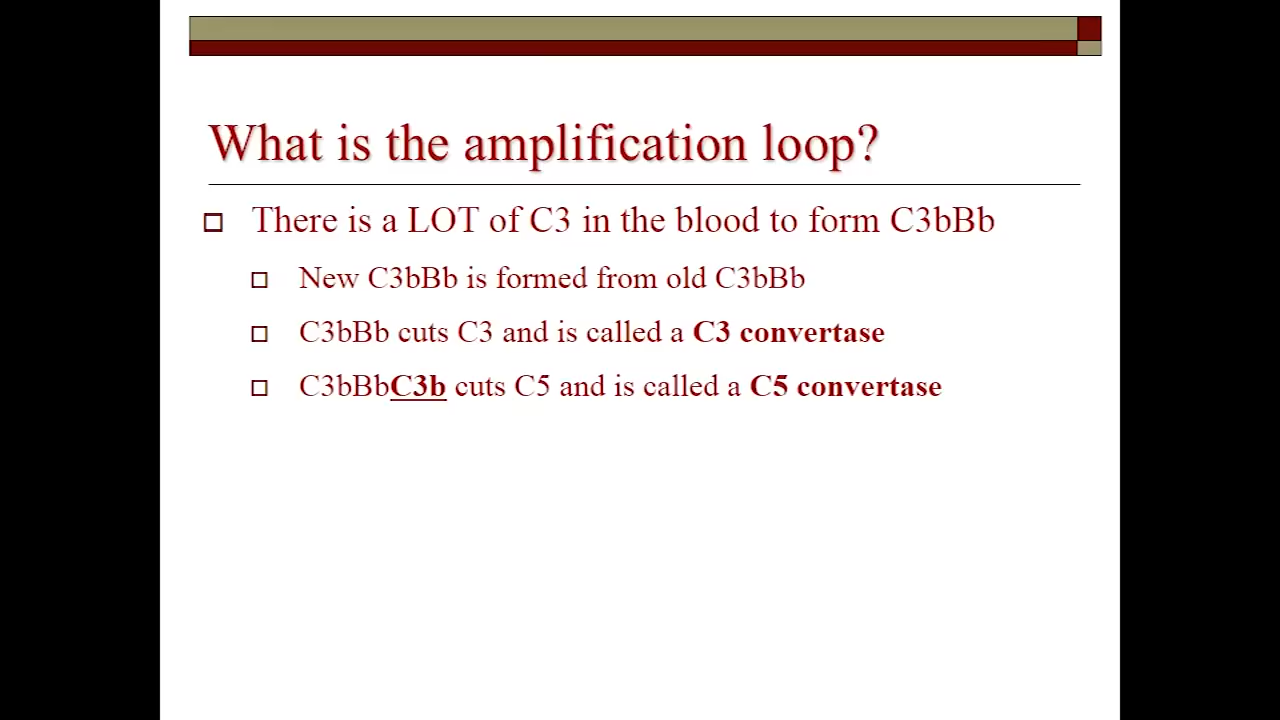 What is the amplification loop?
There is a LOT of C3 in the blood to form C3bBb
New C3bBb is formed from old C3bBb
C3bBb cuts C3 and is called a C3 convertase
C3bBbC3b cuts C5 and is called a C5 convertase